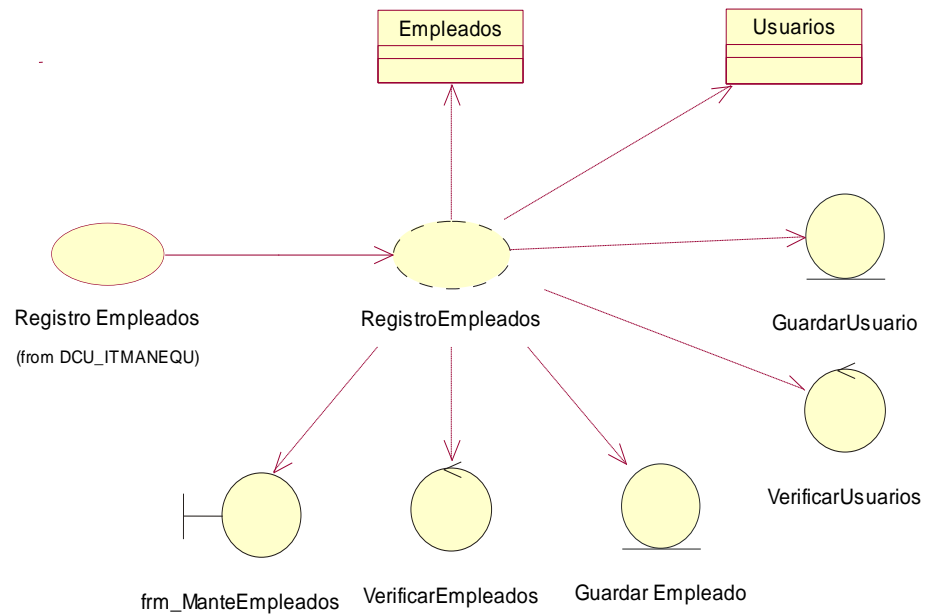 Empleados
Usuarios
Registro Empleados
(from DCU_ITMANEQU)
RegistroEmpleados
GuardarUsuario
VerificarUsuarios
frm_ManteEmpleados
VerificarEmpleados
Guardar Empleado